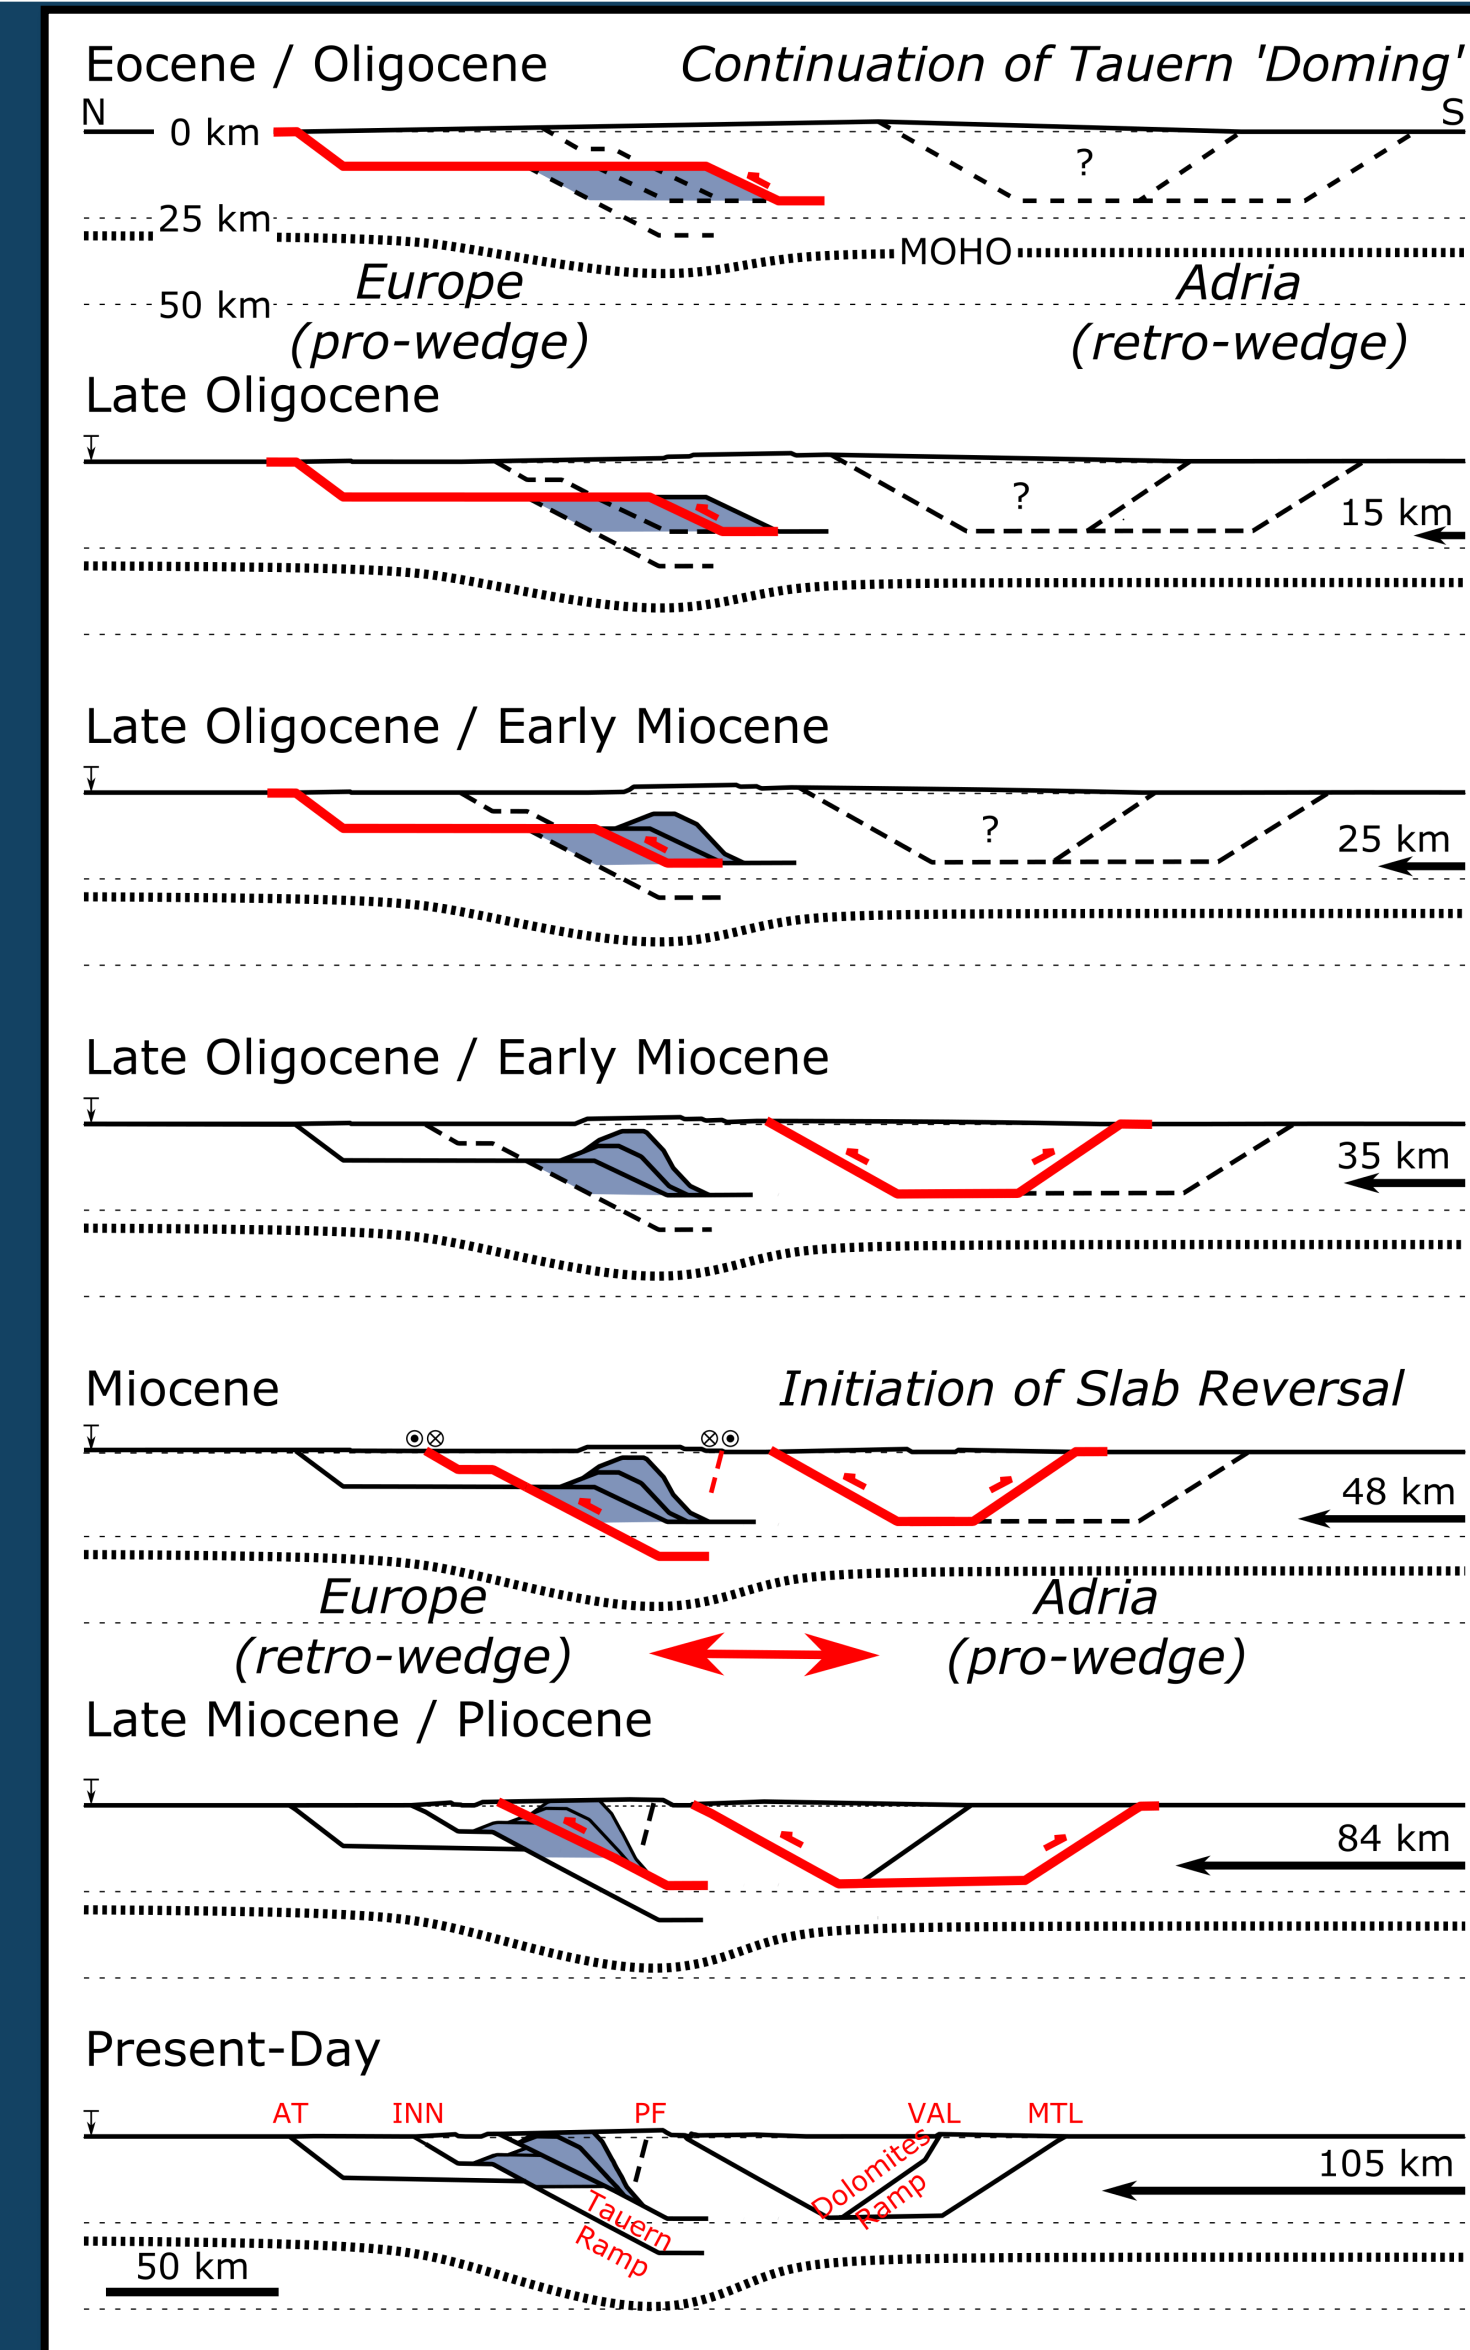 Eocene / Oligocene
Continuation of Tauern 'Doming'
N
S
0 km
?
25 km
MOHO
Europe
Adria
50 km
(pro-wedge)
(retro-wedge)
Late Oligocene
?
15 km
Late Oligocene / Early Miocene
?
25 km
Late Oligocene / Early Miocene
35 km
Miocene
Initiation of Slab Reversal
48 km
Europe
Adria
(retro-wedge)
(pro-wedge)
Late Miocene / Pliocene
84 km
Present-Day
AT
INN
PF
VAL
MTL
105 km
Dolomites
Ramp
Tauern
Ramp
50 km